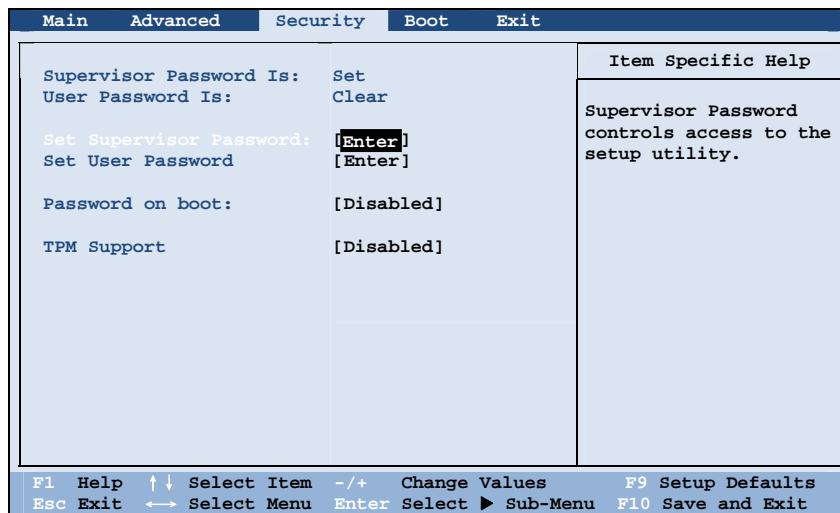 Main Advanced Security Boot Exit
Item Specific Help
Supervisor Password Is: Set
User Password Is: Clear
Supervisor Password
controls access to the
setup utility.
Set Supervisor Password: [Enter]
Set User Password [Enter]
Password on boot: [Disabled]
TPM Support [Disabled]
F1 Help ↑↓ Select Item -/+ Change Values F9 Setup Defaults
Esc Exit ←→ Select Menu Enter Select ▶ Sub-Menu F10 Save and Exit